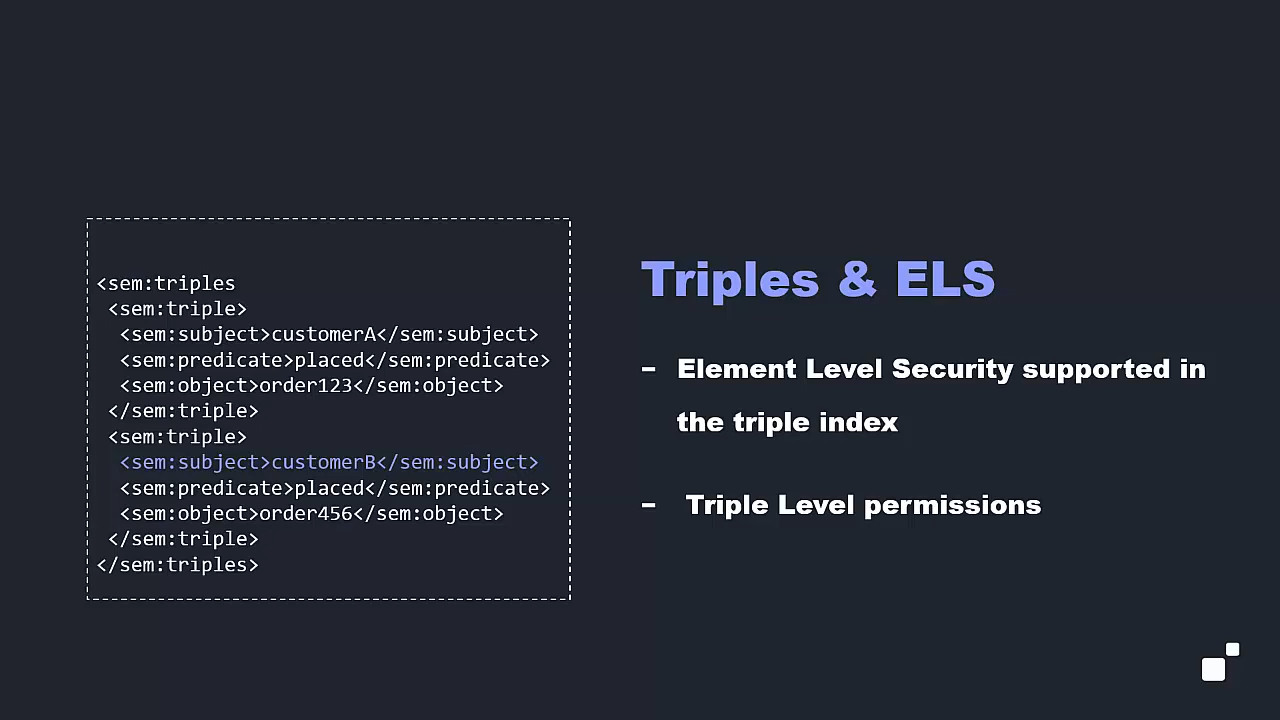 <sem:triples
<sem:triple>
<sem:subject>customerA</sem:subject>
<sem:predicate>placed</sem:predicate>
<sem:object>order123</sem:object>
</sem:triple>
<sem:triple>
<sem:subject>customerB</sem:subject>
<sem:predicate>placed</sem:predicate>
<sem:object>order456</sem:object>
</sem:triple>
</sem:triples>
Triples & ELS
- Element Level Security supported in
the triple index
- Triple Level permissions